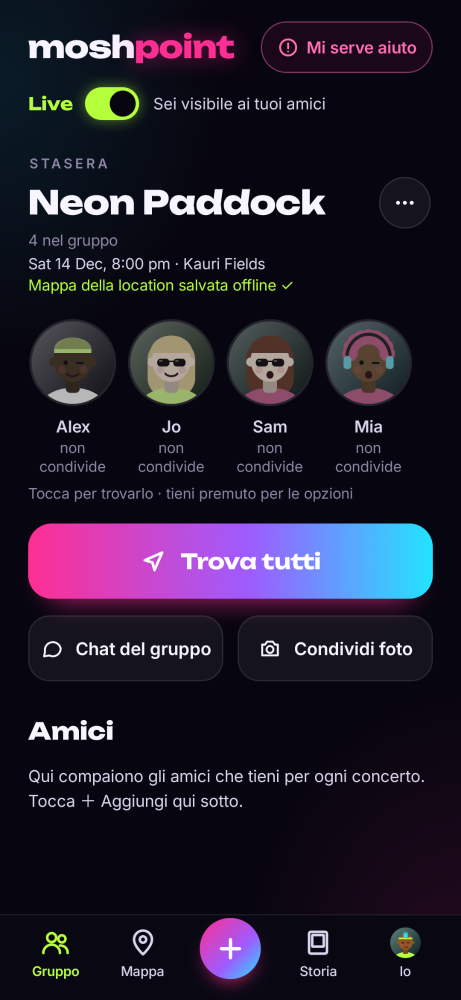 moshpoint
Mi serve aiuto
Live
Sei visibile ai tuoi amici
STASERA
Neon Paddock
4 nel gruppo
Sat 14 Dec, 8:00 pm · Kauri Fields
Mappa della location salvata offline ✓
Alex
non
condivide
Jo
non
condivide
Sam
non
condivide
Mia
non
condivide
Tocca per trovarlo · tieni premuto per le opzioni
Trova tutti
Chat del gruppo
Condividi foto
Amici
Qui compaiono gli amici che tieni per ogni concerto.
Tocca + Aggiungi qui sotto.
Gruppo
Mappa
Storia
Io